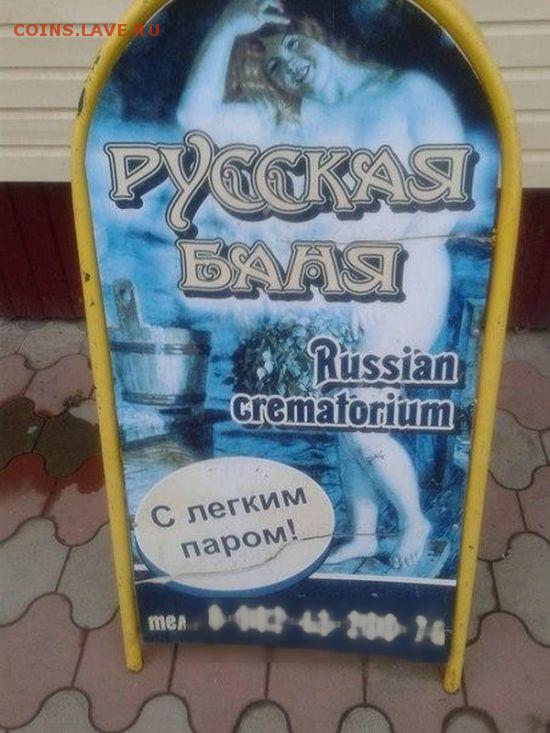 COINS.LAVE.RU
РУССКАЯ
БАНЯ
Russian
crematorium
С легким
паром!
тел